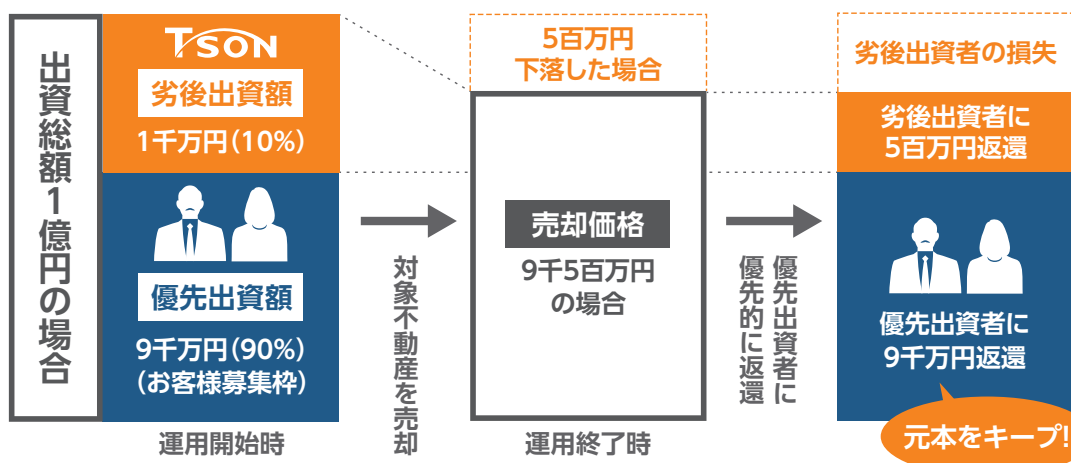 出資総額1億円の場合
TSON
劣後出資額
1千万円(10%)
優先出資額
9千万円(90%)
(お客様募集枠)
運用開始時
対象不動産を売却
5百万円
下落した場合
売却価格
9千5百万円
の場合
運用終了時
優先出資者に
優先的に返還
劣後出資者の損失
劣後出資者に
5百万円返還
優先出資者に
9千万円返還
元本をキープ!